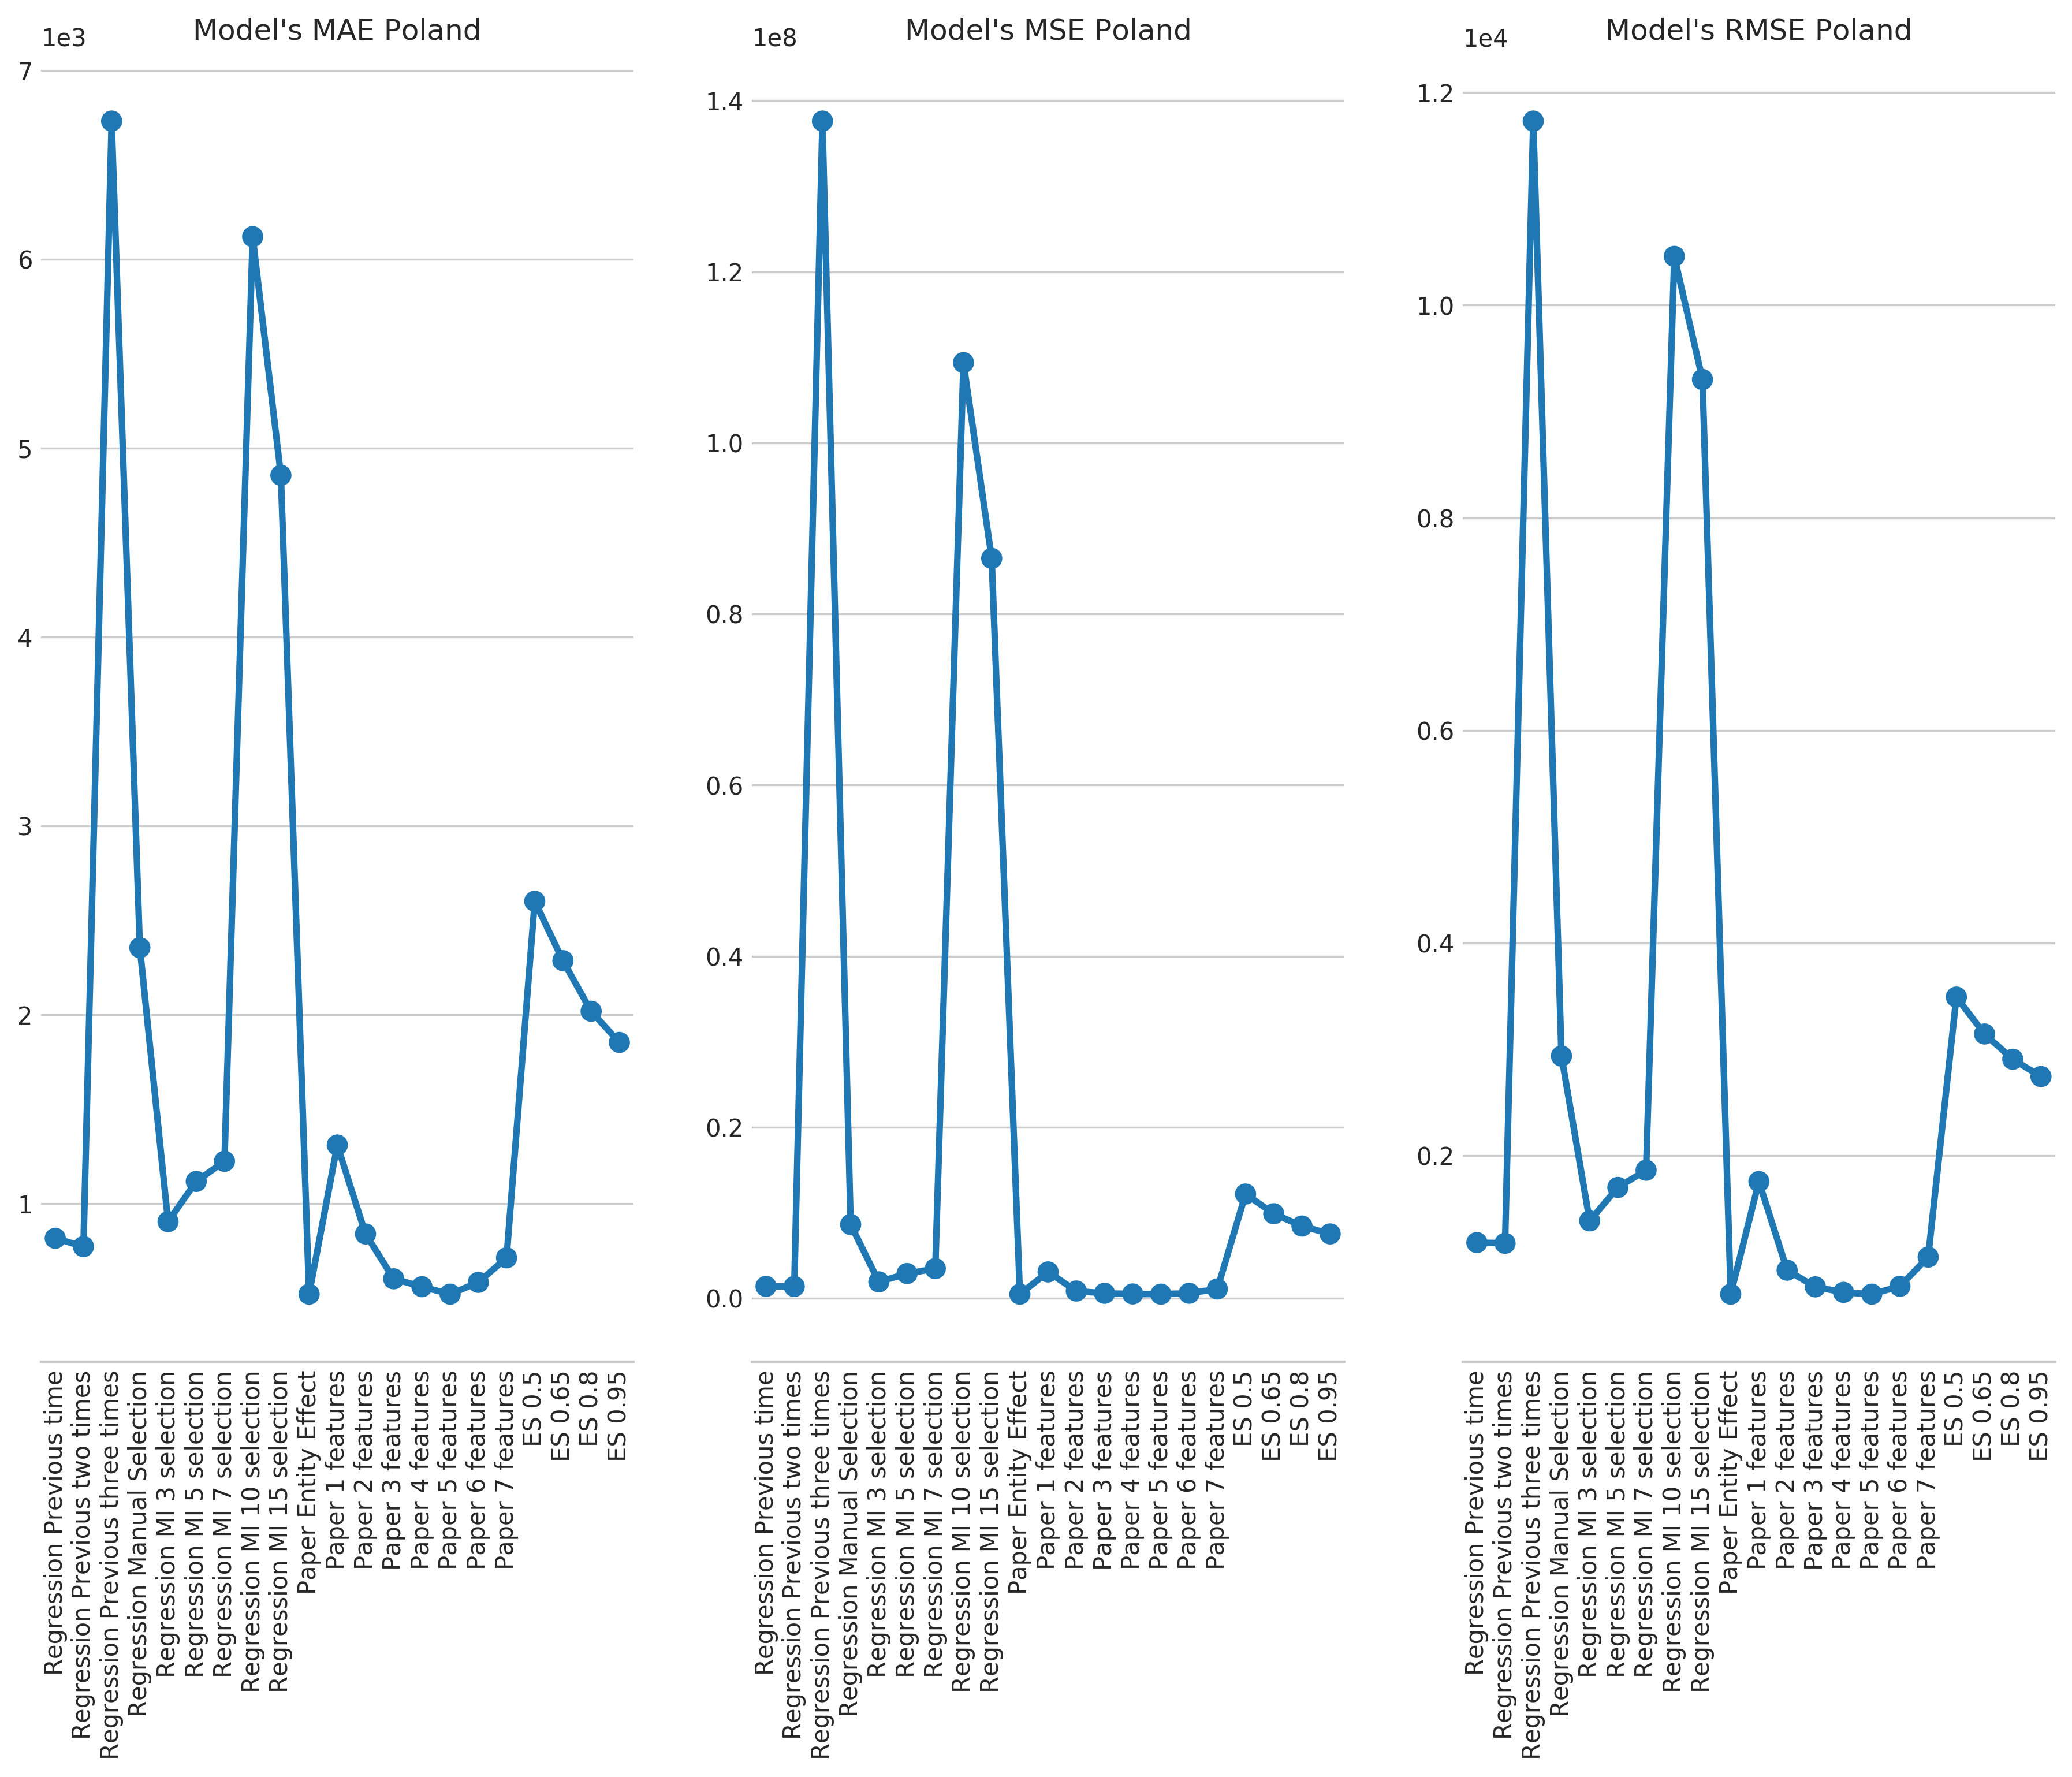 Model's MAE Poland
1e3
7
6
5
4
3
2
1
Regression Previous time
Regression Previous two times
Regression Previous three times
Regression Manual Selection
Regression MI 3 selection
Regression MI 5 selection
Regression MI 7 selection
Regression MI 10 selection
Regression MI 15 selection
Paper Entity Effect
Paper 1 features
Paper 2 features
Paper 3 features
Paper 4 features
Paper 5 features
Paper 6 features
Paper 7 features
ES 0.5
ES 0.65
ES 0.8
ES 0.95
Model's MSE Poland
1e8
1.4
1.2
1.0
0.8
0.6
0.4
0.2
0.0
Regression Previous time
Regression Previous two times
Regression Previous three times
Regression Manual Selection
Regression MI 3 selection
Regression MI 5 selection
Regression MI 7 selection
Regression MI 10 selection
Regression MI 15 selection
Paper Entity Effect
Paper 1 features
Paper 2 features
Paper 3 features
Paper 4 features
Paper 5 features
Paper 6 features
Paper 7 features
ES 0.5
ES 0.65
ES 0.8
ES 0.95
Model's RMSE Poland
1e4
1.2
1.0
0.8
0.6
0.4
0.2
Regression Previous time
Regression Previous two times
Regression Previous three times
Regression Manual Selection
Regression MI 3 selection
Regression MI 5 selection
Regression MI 7 selection
Regression MI 10 selection
Regression MI 15 selection
Paper Entity Effect
Paper 1 features
Paper 2 features
Paper 3 features
Paper 4 features
Paper 5 features
Paper 6 features
Paper 7 features
ES 0.5
ES 0.65
ES 0.8
ES 0.95